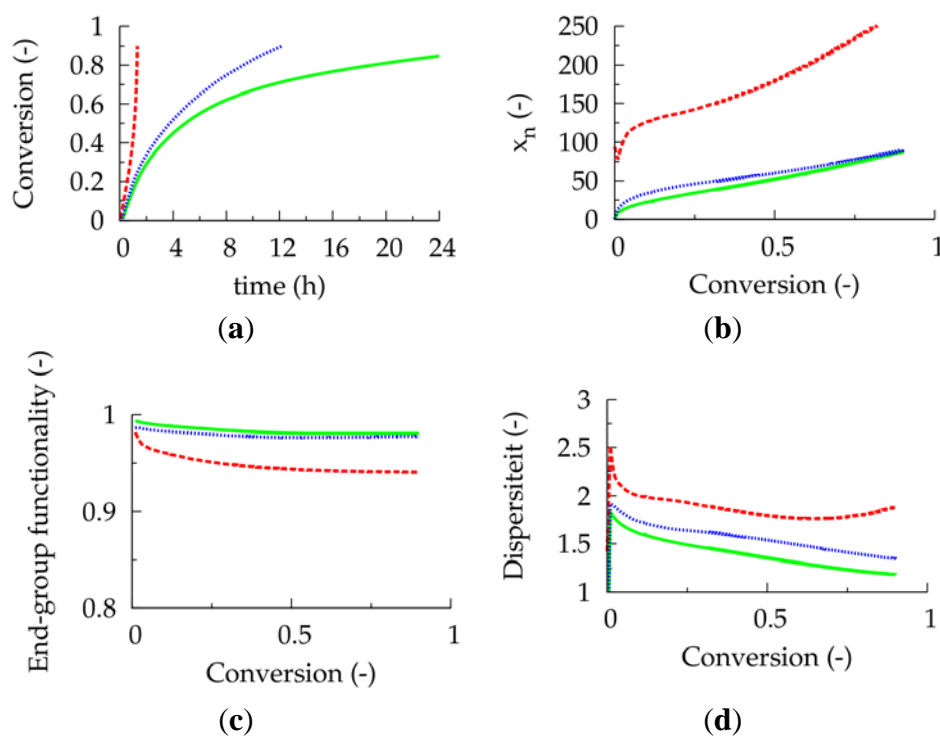 Conversion (-)
1
0.8
0.6
0.4
0.2
0
0 4 8 12 16 20 24
time (h)
(a)
x_n (-)
250
200
150
100
50
0
0 0.5 1
Conversion (-)
(b)
End-group functionality (-)
1
0.9
0.8
0 0.5 1
Conversion (-)
(c)
Dispersiteit (-)
3
2.5
2
1.5
1
0 0.5 1
Conversion (-)
(d)